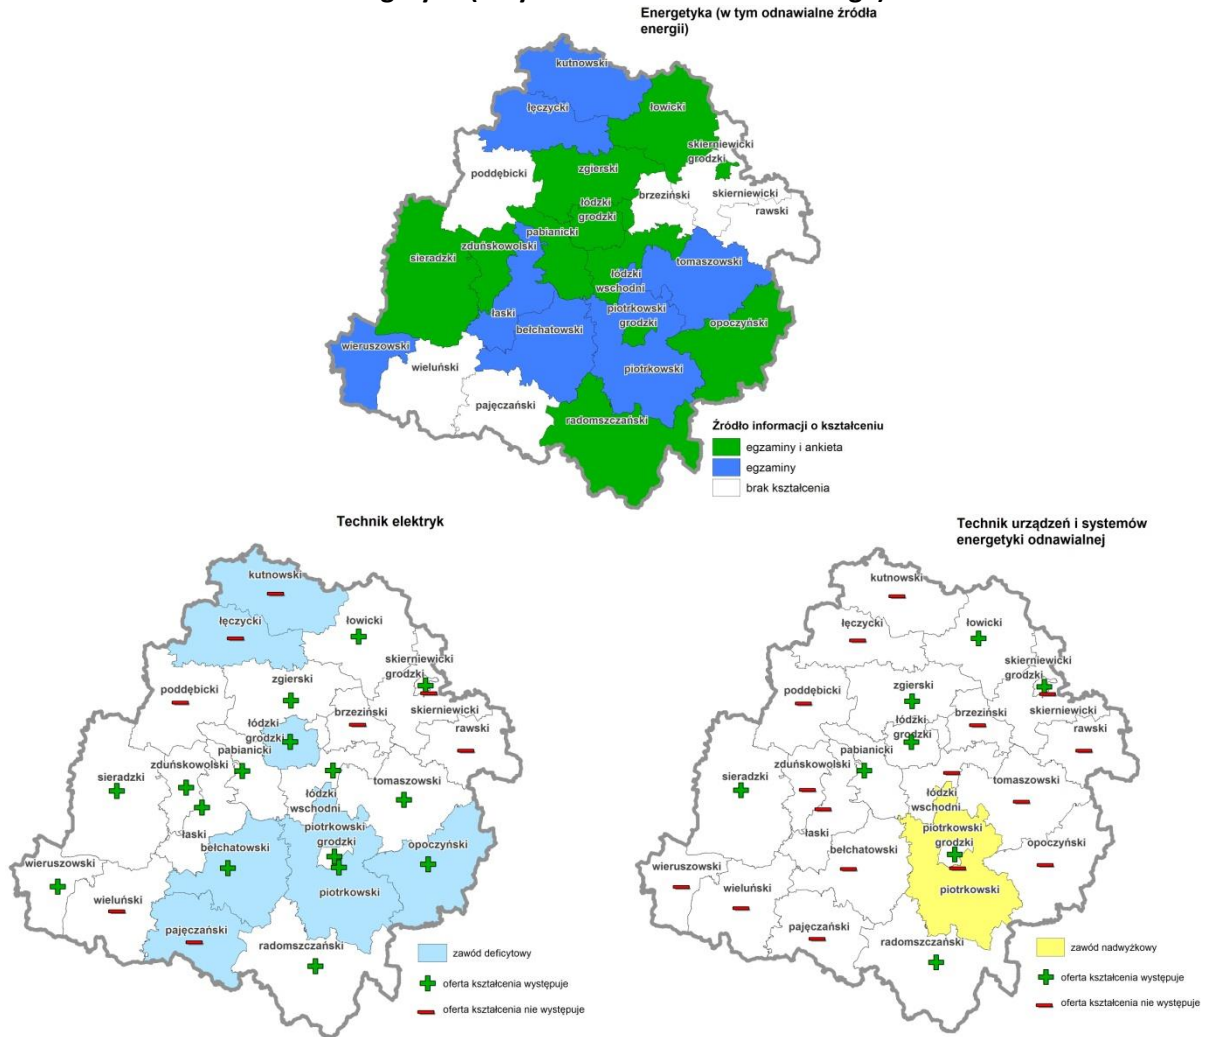 Energetyka (w tym odnawialne źródła
energii)
kutnowski
łęczycki
łowicki
skierniewicki
grodzki
poddębicki
zgierski
brzeziński
skierniewicki
rawski
łódzki
grodzki
pabianicki
zduńskowolski
sieradzki
tomaszowski
łódzki
wschodni
łaski
bełchatowski
piotrkowski
grodzki
opoczyński
wieruszowski
wieluński
piotrkowski
pajęczański
radomszczański
Źródło informacji o kształceniu
egzaminy i ankieta
egzaminy
brak kształcenia
Technik elektryk
kutnowski
łęczycki
łowicki
skierniewicki
grodzki
zgierski
poddębicki
skierniewicki
brzeziński
łódzki
grodzki
rawski
pabianicki
zduńskowolski
sieradzki
tomaszowski
łódzki
wschodni
piotrkowski
grodzki
łaski
bełchatowski
opoczyński
wieruszowski
piotrkowski
wieluński
pajęczański
radomszczański
zawód deficytowy
oferta kształcenia występuje
oferta kształcenia nie występuje
Technik urządzeń i systemów
energetyki odnawialnej
kutnowski
łęczycki
łowicki
skierniewicki
grodzki
zgierski
poddębicki
skierniewicki
brzeziński
łódzki
grodzki
rawski
pabianicki
zduńskowolski
sieradzki
tomaszowski
łódzki
wschodni
piotrkowski
grodzki
łaski
bełchatowski
opoczyński
wieruszowski
piotrkowski
wieluński
pajęczański
radomszczański
zawód nadwyżkowy
oferta kształcenia występuje
oferta kształcenia nie występuje